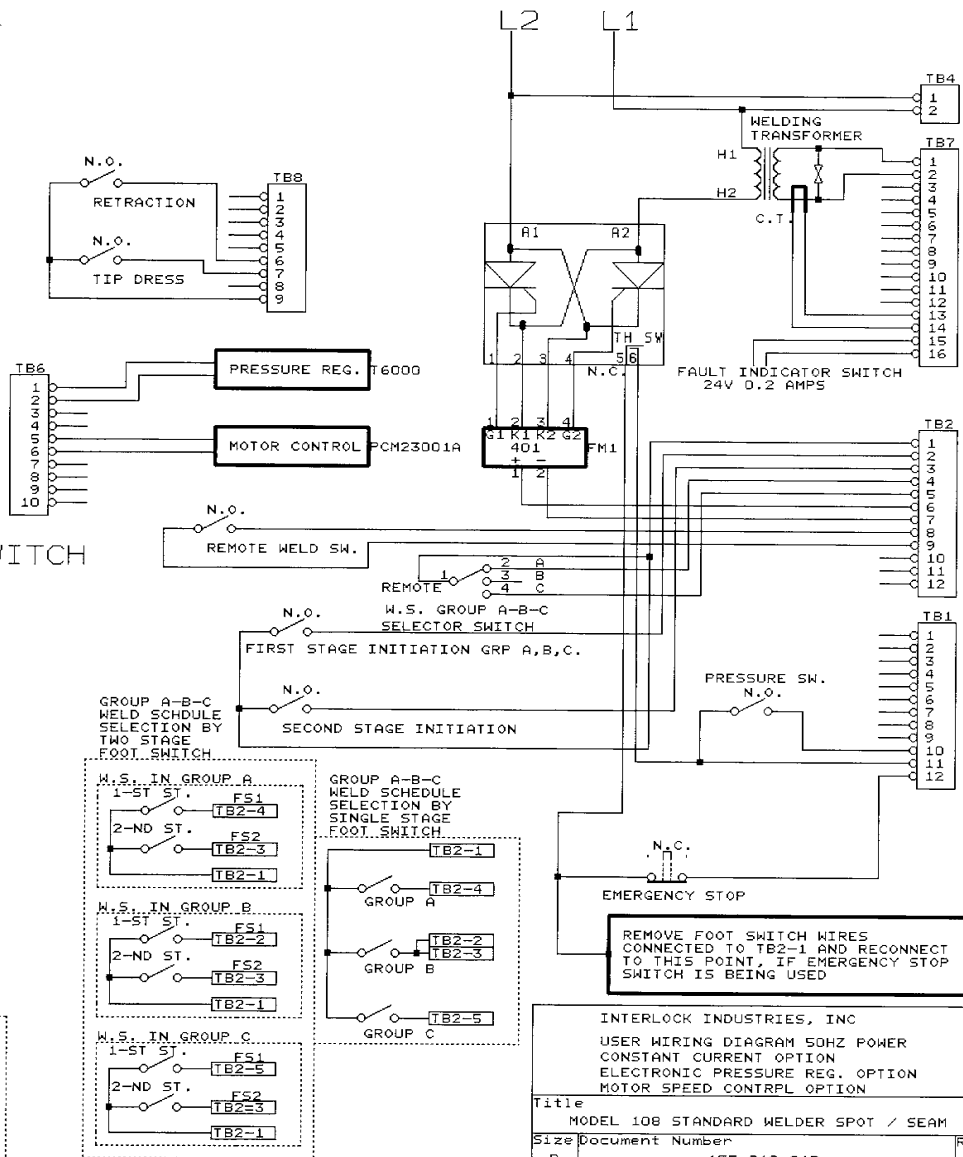 L2 L1
TB4
1
2
WELDING
TRANSFORMER
H1
H2
C.T.
TB7
1
2
3
4
5
6
7
8
9
10
11
12
13
14
15
16
FAULT INDICATOR SWITCH
24V 0.2 AMPS
N.O.
RETRACTION
N.O.
TIP DRESS
TB8
1
2
3
4
5
6
7
8
9
A1 A2
TH SW
1 2 3 4 5 6
N.C.
1 2 3 4
G1 K1 K2 G2
401
FM1
+ -
1 2
TB6
1
2
3
4
5
6
7
8
9
10
PRESSURE REG. T6000
MOTOR CONTROL PCM23001A
ITCH
N.O.
REMOTE WELD SW.
TB2
1
2
3
4
5
6
7
8
9
10
11
12
REMOTE
1
2 A
3 B
4 C
W.S. GROUP A-B-C
SELECTOR SWITCH
N.O.
FIRST STAGE INITIATION GRP A,B,C.
N.O.
SECOND STAGE INITIATION
TB1
1
2
3
4
5
6
7
8
9
10
11
12
PRESSURE SW.
N.O.
N.C.
EMERGENCY STOP
GROUP A-B-C
WELD SCHDULE
SELECTION BY
TWO STAGE
FOOT SWITCH
W.S. IN GROUP A
1-ST ST.
FS1
TB2-4
2-ND ST.
FS2
TB2-3
TB2-1
W.S. IN GROUP B
1-ST ST.
FS1
TB2-2
2-ND ST.
FS2
TB2-3
TB2-1
W.S. IN GROUP C
1-ST ST.
FS1
TB2-5
2-ND ST.
FS2
TB2=3
TB2-1
GROUP A-B-C
WELD SCHEDULE
SELECTION BY
SINGLE STAGE
FOOT SWITCH
TB2-1
TB2-4
GROUP A
TB2-2
TB2-3
GROUP B
TB2-5
GROUP C
REMOVE FOOT SWITCH WIRES
CONNECTED TO TB2-1 AND RECONNECT
TO THIS POINT, IF EMERGENCY STOP
SWITCH IS BEING USED
INTERLOCK INDUSTRIES, INC
USER WIRING DIAGRAM 50HZ POWER
CONSTANT CURRENT OPTION
ELECTRONIC PRESSURE REG. OPTION
MOTOR SPEED CONTRPL OPTION
Title
MODEL 108 STANDARD WELDER SPOT / SEAM
Size Document Number